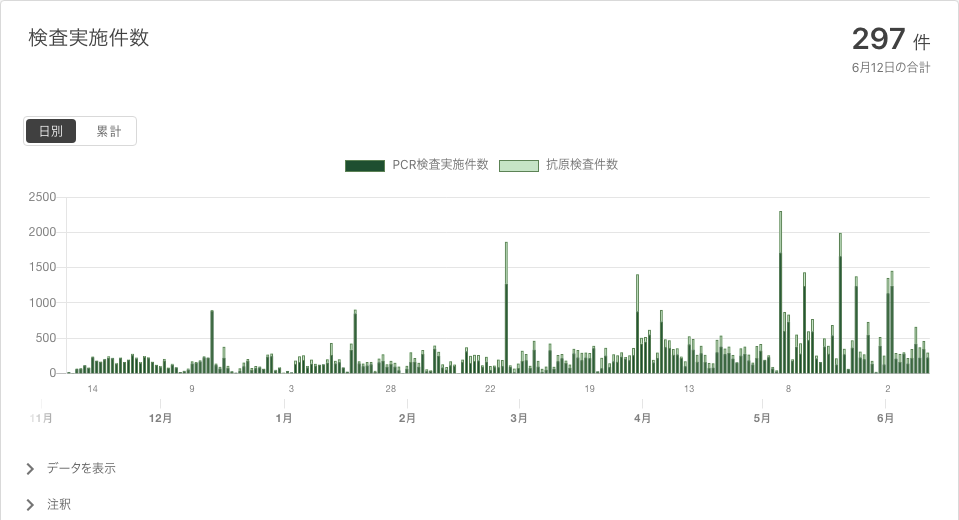 検査実施件数
297 件
6月12日の合計
日別 累計
PCR検査実施件数 抗原検査件数
2500
2000
1500
1000
500
0
14 9 3 28 22 19 13 8 2
11月 12月 1月 2月 3月 4月 5月 6月
データを表示
注釈